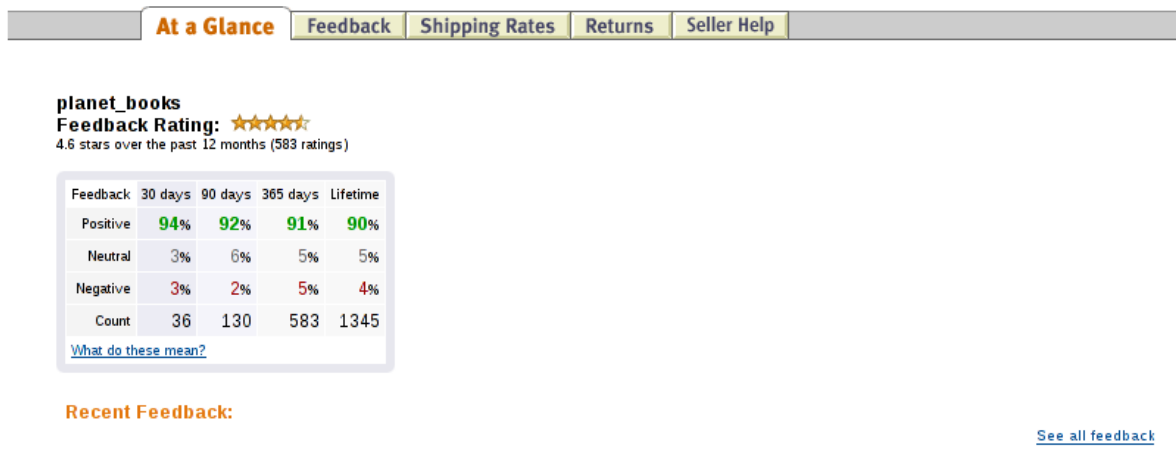 At a Glance Feedback Shipping Rates Returns Seller Help
planet_books
Feedback Rating:
4.6 stars over the past 12 months (583 ratings)
Feedback 30 days 90 days 365 days Lifetime
Positive 94% 92% 91% 90%
Neutral 3% 6% 5% 5%
Negative 3% 2% 5% 4%
Count 36 130 583 1345
What do these mean?
Recent Feedback:
See all feedback